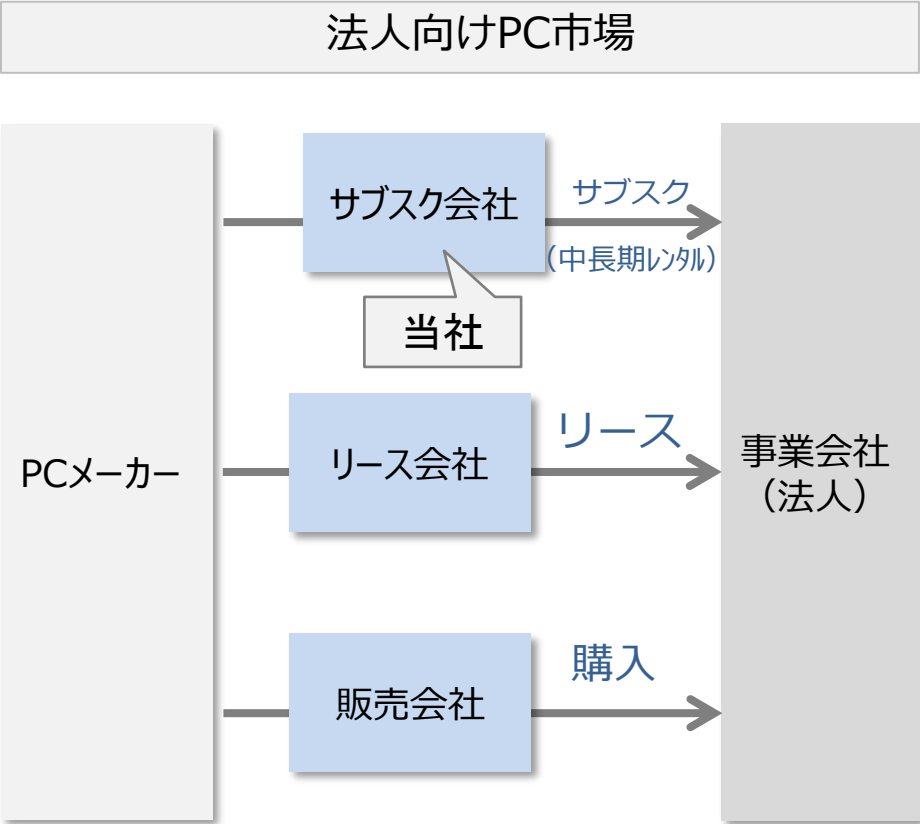 法人向けPC市場
PCメーカー
サブスク会社
サブスク
（中長期ﾚﾝﾀﾙ）
当社
リース会社
リース
販売会社
購入
事業会社
（法人）